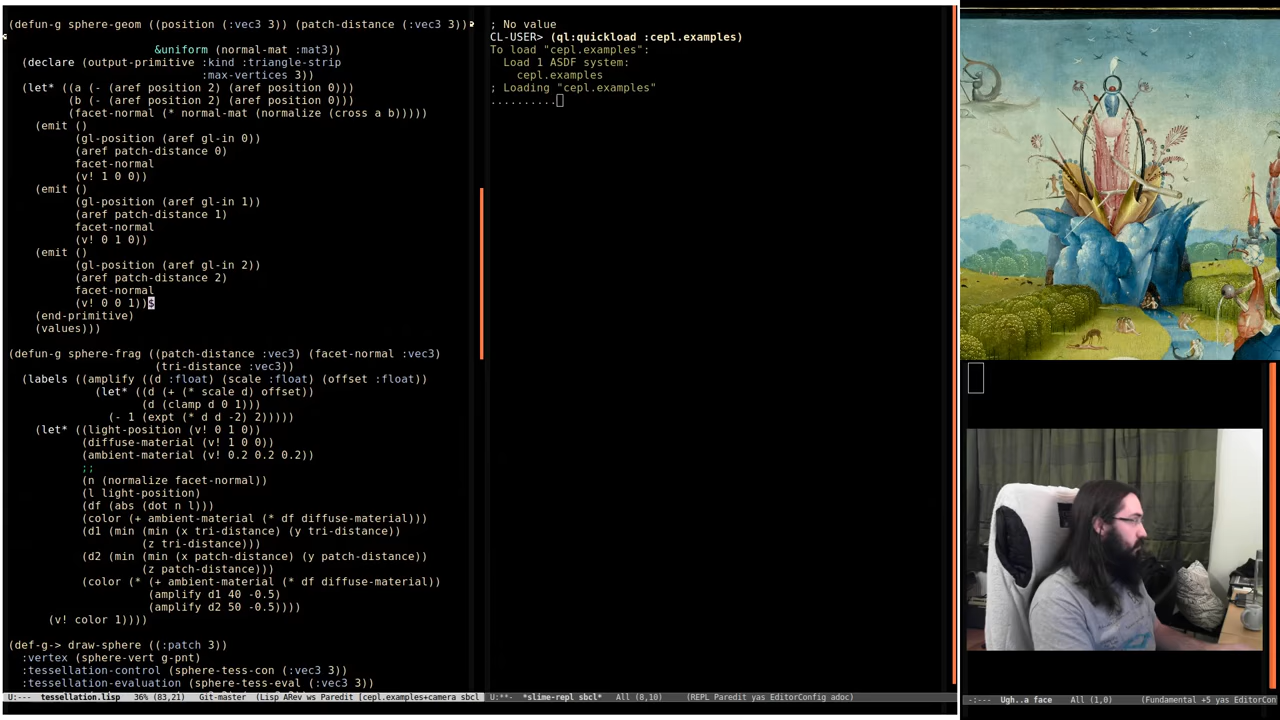 (defun-g sphere-geom ((position (:vec3 3)) (patch-distance (:vec3 3))
                      &uniform (normal-mat :mat3))
  (declare (output-primitive :kind :triangle-strip
                             :max-vertices 3))
  (let* ((a (- (aref position 2) (aref position 0)))
         (b (- (aref position 2) (aref position 0)))
         (facet-normal (* normal-mat (normalize (cross a b)))))
    (emit ()
          (gl-position (aref gl-in 0))
          (aref patch-distance 0)
          facet-normal
          (v! 1 0 0))
    (emit ()
          (gl-position (aref gl-in 1))
          (aref patch-distance 1)
          facet-normal
          (v! 0 1 0))
    (emit ()
          (gl-position (aref gl-in 2))
          (aref patch-distance 2)
          facet-normal
          (v! 0 0 1))$
    (end-primitive)
    (values)))
(defun-g sphere-frag ((patch-distance :vec3) (facet-normal :vec3)
                      (tri-distance :vec3))
  (labels ((amplify ((d :float) (scale :float) (offset :float))
             (let* ((d (+ (* scale d) offset))
                    (d (clamp d 0 1)))
               (- 1 (expt (* d d -2) 2)))))
    (let* ((light-position (v! 0 1 0))
           (diffuse-material (v! 1 0 0))
           (ambient-material (v! 0.2 0.2 0.2))
           ;;
           (n (normalize facet-normal))
           (l light-position)
           (df (abs (dot n l)))
           (color (+ ambient-material (* df diffuse-material)))
           (d1 (min (min (x tri-distance) (y tri-distance))
                    (z tri-distance)))
           (d2 (min (min (x patch-distance) (y patch-distance))
                    (z patch-distance)))
           (color (* (+ ambient-material (* df diffuse-material))
                     (amplify d1 40 -0.5)
                     (amplify d2 50 -0.5))))
      (v! color 1))))
(def-g-> draw-sphere ((:patch 3))
  :vertex (sphere-vert g-pnt)
  :tessellation-control (sphere-tess-con (:vec3 3))
  :tessellation-evaluation (sphere-tess-eval (:vec3 3))
U:--- tessellation.lisp 36% (83,21) Git-master (Lisp ARev ws Paredit [cepl.examples+camera sbcl
; No value
CL-USER> (ql:quickload :cepl.examples)
To load "cepl.examples":
  Load 1 ASDF system:
    cepl.examples
; Loading "cepl.examples"
..........
U:**- *slime-repl sbcl* All (8,10) (REPL Paredit yas EditorConfig adoc)
-:--- Ugh..a face All (1,0) (Fundamental +5 yas EditorCon